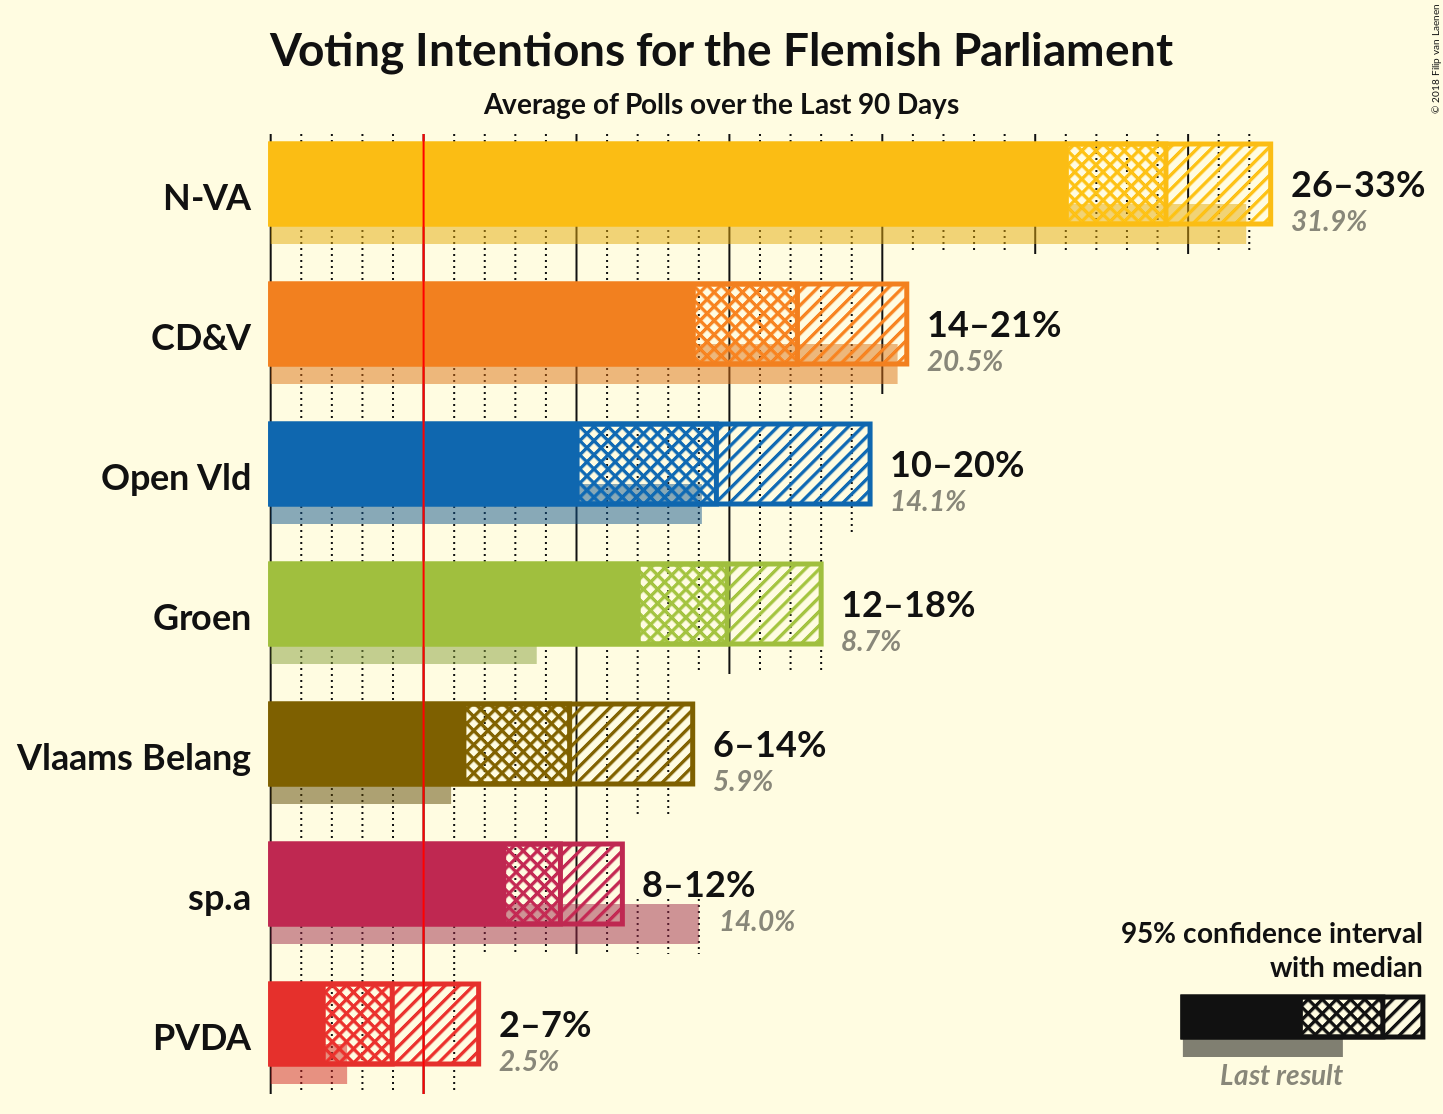 Voting Intentions for the Flemish Parliament
Average of Polls over the Last 90 Days
© 2018 Filip van Laenen
N-VA
26–33%
31.9%
CD&V
14–21%
20.5%
Open Vld
10–20%
14.1%
Groen
12–18%
8.7%
Vlaams Belang
6–14%
5.9%
sp.a
8–12%
14.0%
PVDA
2–7%
2.5%
95% confidence interval
with median
Last result